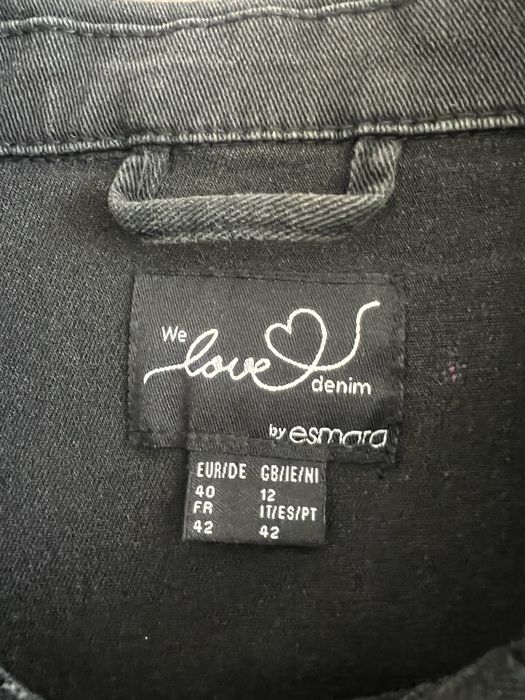 We
love
denim
by esmara
EUR/DE GB/IE/NI
40 12
FR IT/ES/PT
42 42